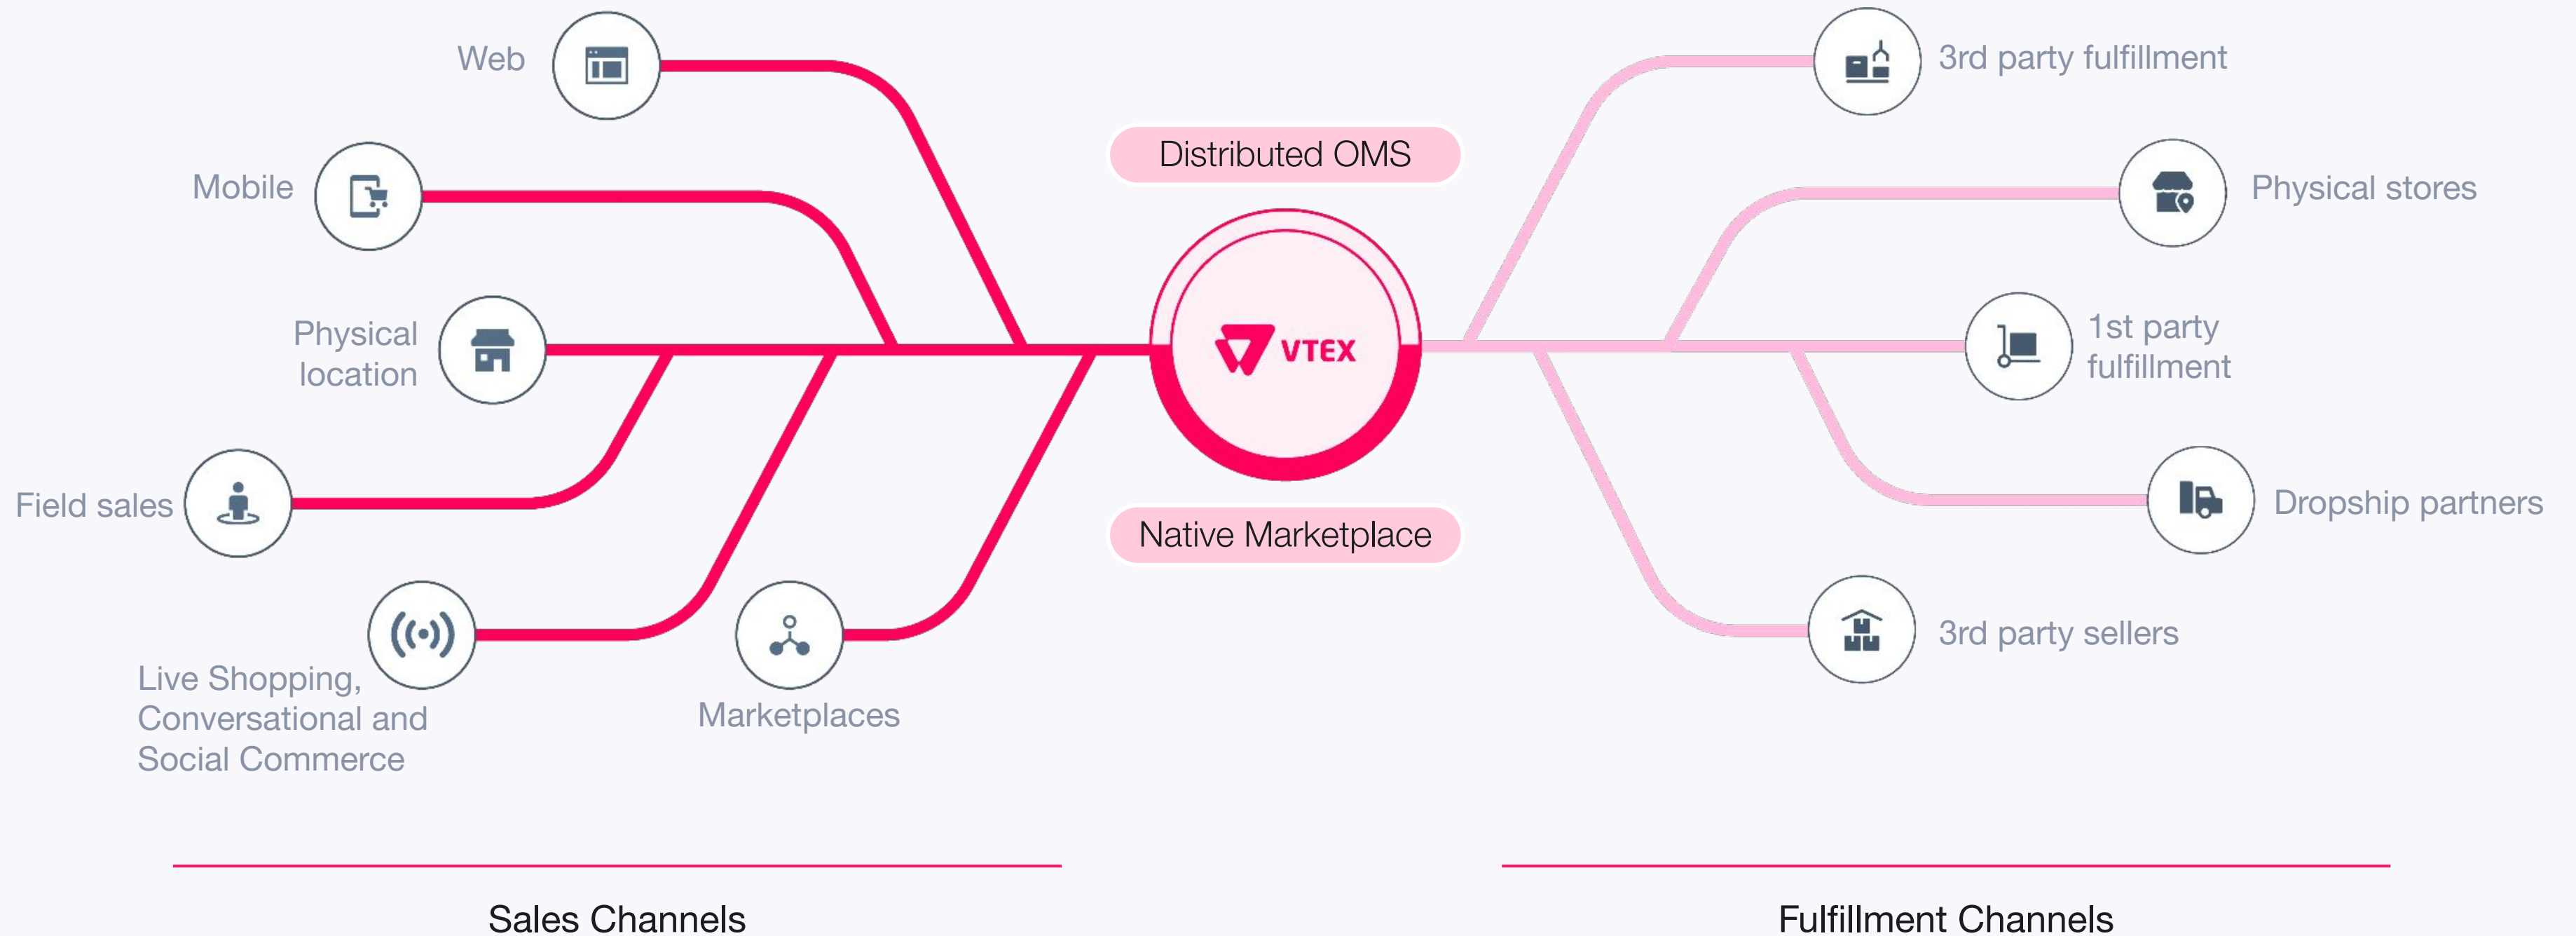 Web
Mobile
Physical
location
Field sales
Live Shopping,
Conversational and
Social Commerce
Marketplaces
Distributed OMS
VTEX
Native Marketplace
3rd party fulfillment
Physical stores
1st party
fulfillment
Dropship partners
3rd party sellers
Sales Channels
Fulfillment Channels